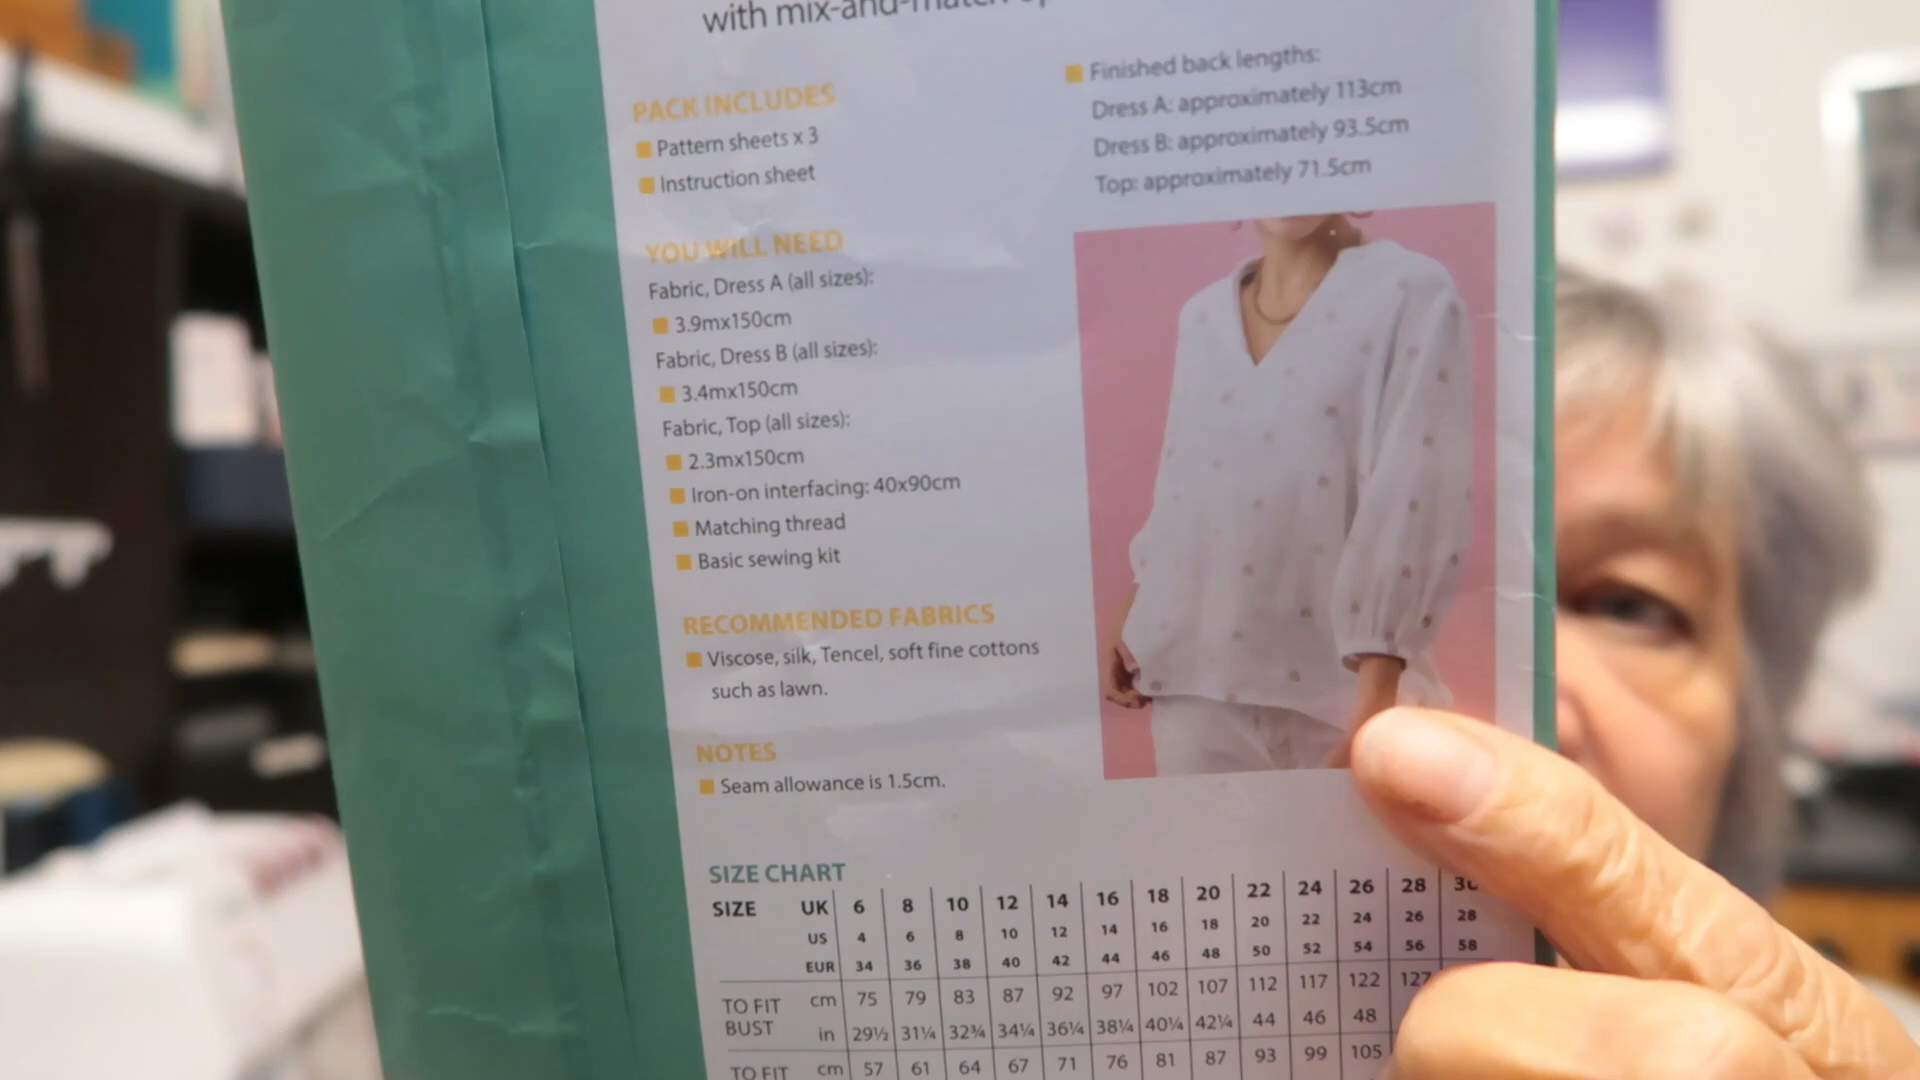 with mix-and-match
PACK INCLUDES
Pattern sheets x 3
Instruction sheet
YOU WILL NEED
Fabric, Dress A (all sizes):
3.9mx150cm
Fabric, Dress B (all sizes):
3.4mx150cm
Fabric, Top (all sizes):
2.3mx150cm
Iron-on interfacing: 40x90cm
Matching thread
Basic sewing kit
RECOMMENDED FABRICS
Viscose, silk, Tencel, soft fine cottons
such as lawn.
NOTES
Seam allowance is 1.5cm.
Finished back lengths:
Dress A: approximately 113cm
Dress B: approximately 93.5cm
Top: approximately 71.5cm
SIZE CHART
SIZE UK 6 8 10 12 14 16 18 20 22 24 26 28 30
US 4 6 8 10 12 14 16 18 20 22 24 26 28
EUR 34 36 38 40 42 44 46 48 50 52 54 56 58
TO FIT BUST cm 75 79 83 87 92 97 102 107 112 117 122 127
in 29½ 31¼ 32¾ 34¼ 36¼ 38¼ 40¼ 42¼ 44 46 48
TO FIT cm 57 61 64 67 71 76 81 87 93 99 105